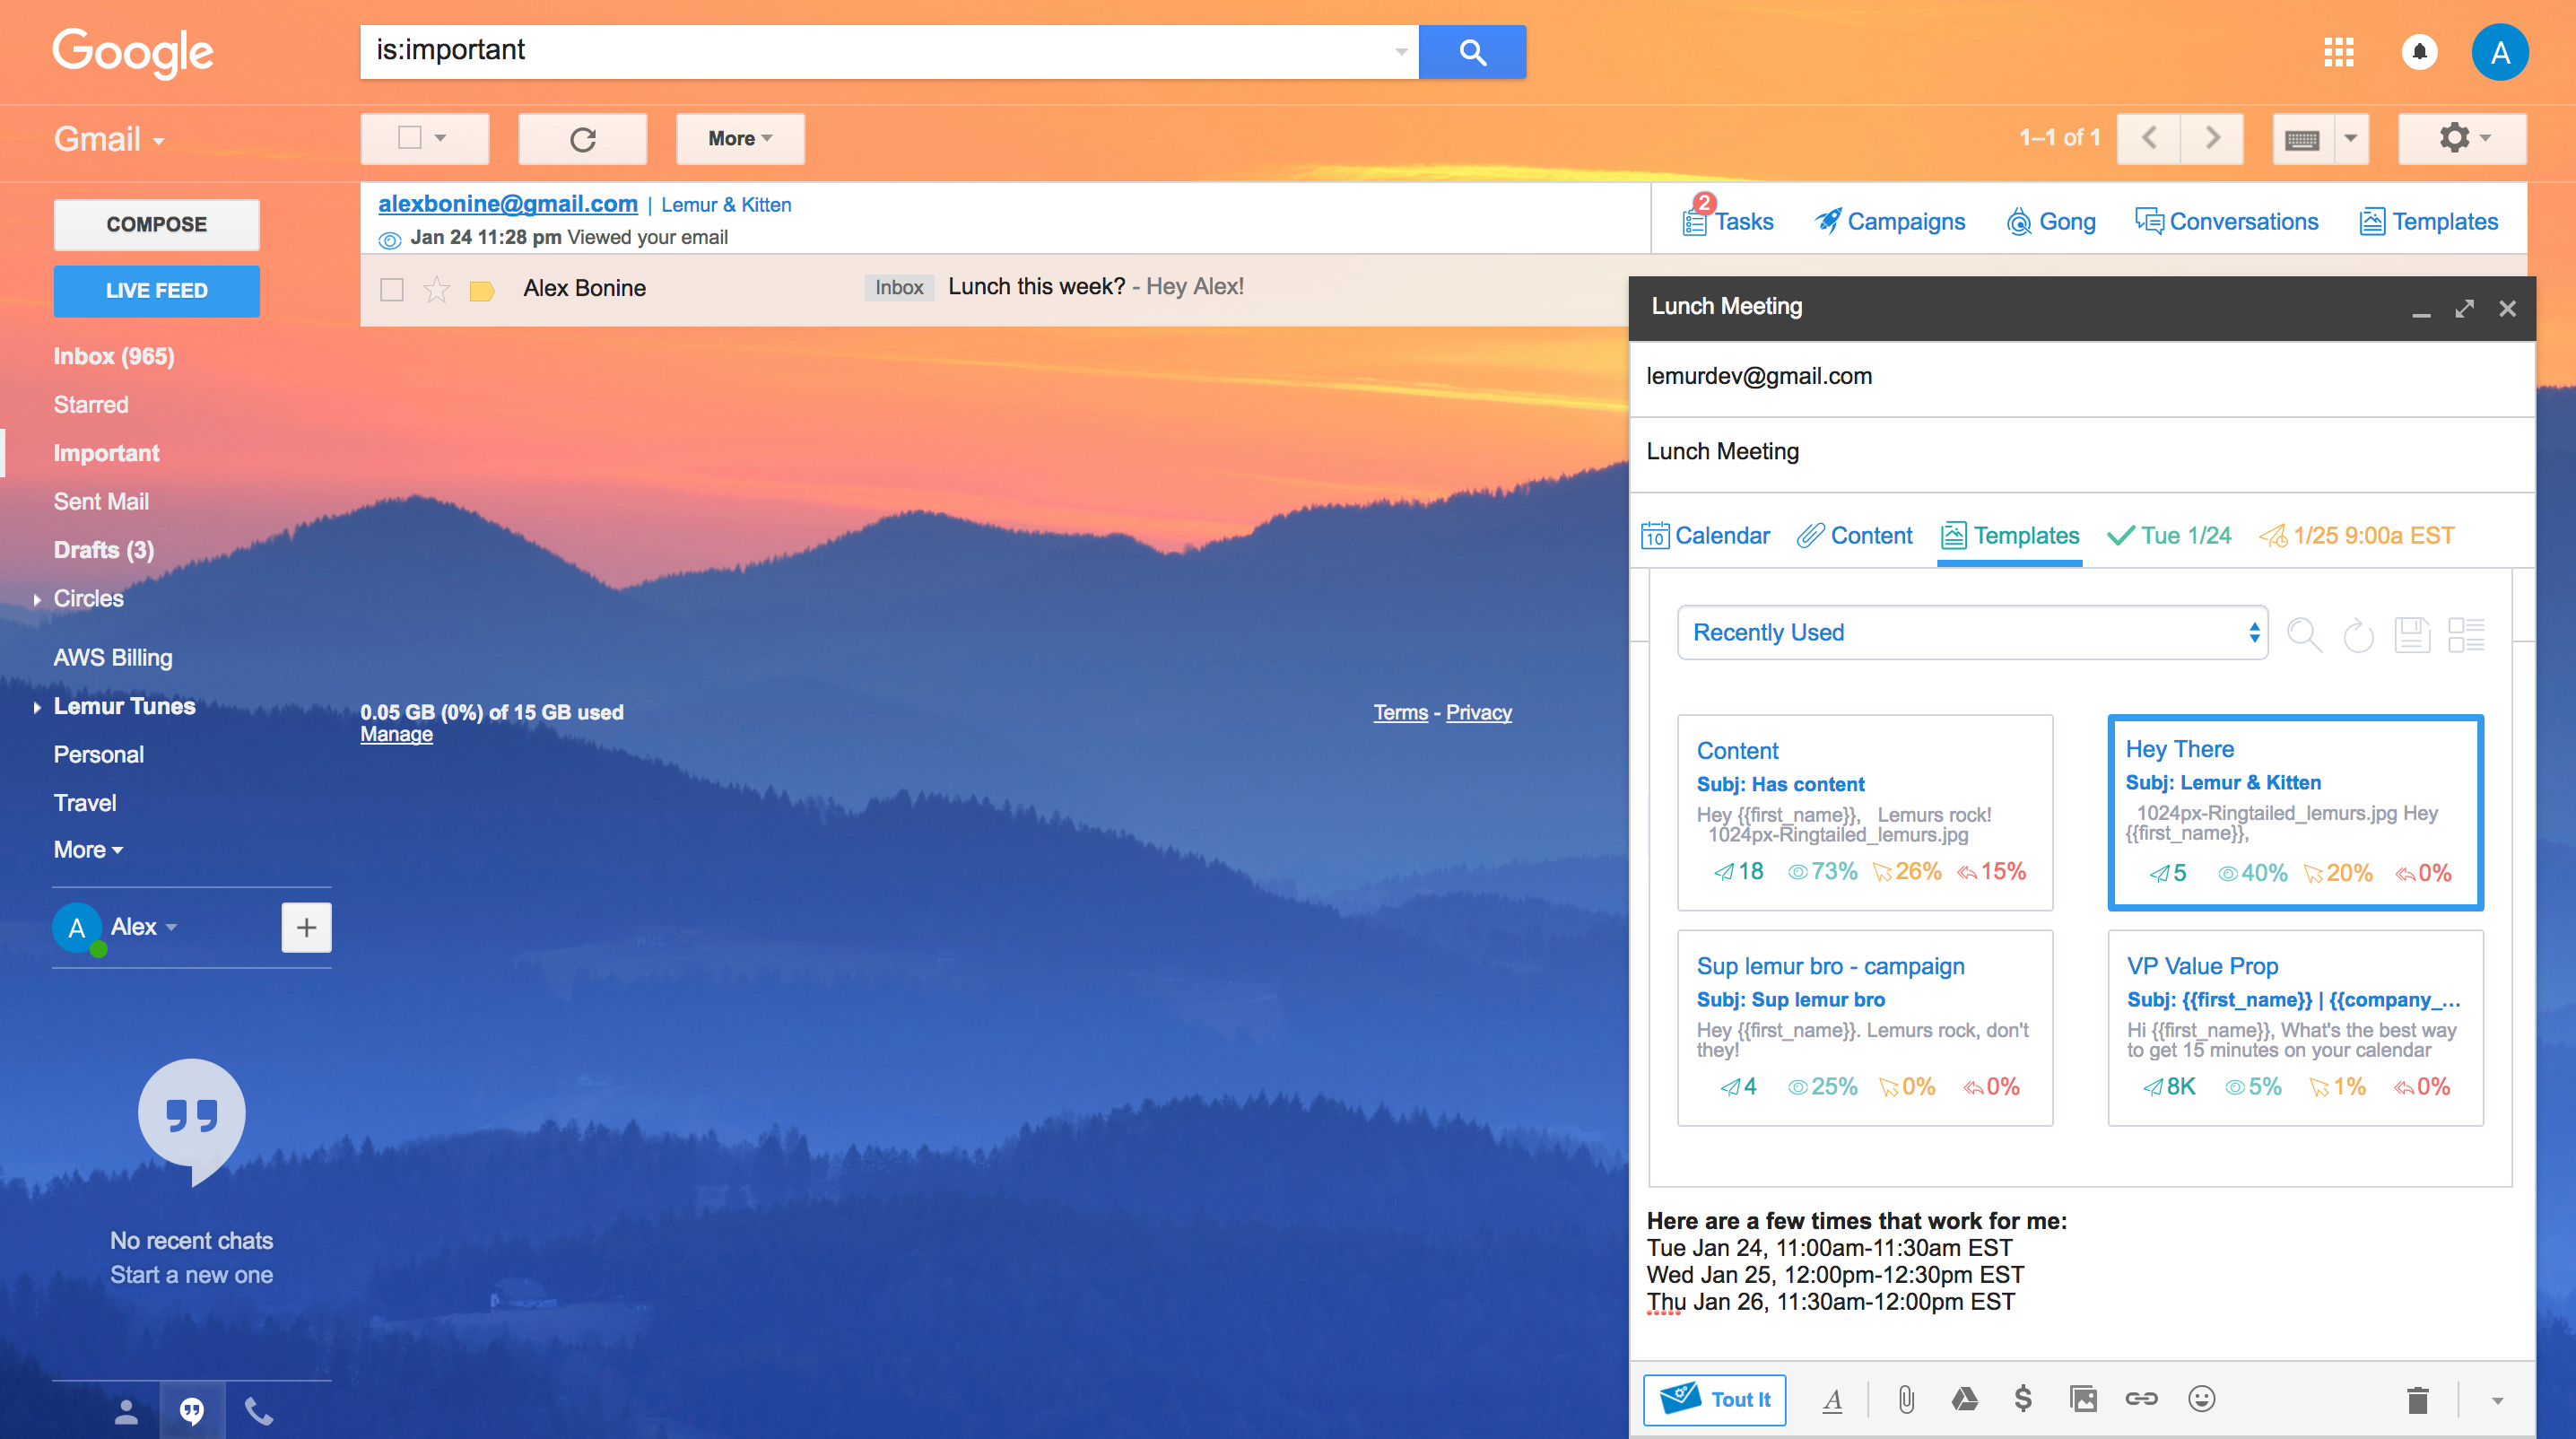 Google
is:important
A
Gmail
More
1–1 of 1
COMPOSE
LIVE FEED
Inbox (965)
Starred
Important
Sent Mail
Drafts (3)
Circles
AWS Billing
Lemur Tunes
Personal
Travel
More
A Alex
No recent chats
Start a new one
alexbonine@gmail.com | Lemur & Kitten
Jan 24 11:28 pm Viewed your email
2
Tasks Campaigns Gong Conversations Templates
Alex Bonine Inbox Lunch this week? - Hey Alex!
0.05 GB (0%) of 15 GB used
Manage
Terms - Privacy
Lunch Meeting
lemurdev@gmail.com
Lunch Meeting
10 Calendar Content Templates Tue 1/24 1/25 9:00a EST
Recently Used
Content
Subj: Has content
Hey {{first_name}}, Lemurs rock!
1024px-Ringtailed_lemurs.jpg
18 73% 26% 15%
Hey There
Subj: Lemur & Kitten
1024px-Ringtailed_lemurs.jpg Hey
{{first_name}},
5 40% 20% 0%
Sup lemur bro - campaign
Subj: Sup lemur bro
Hey {{first_name}}. Lemurs rock, don't
they!
4 25% 0% 0%
VP Value Prop
Subj: {{first_name}} | {{company_...
Hi {{first_name}}, What's the best way
to get 15 minutes on your calendar
8K 5% 1% 0%
Here are a few times that work for me:
Tue Jan 24, 11:00am-11:30am EST
Wed Jan 25, 12:00pm-12:30pm EST
Thu Jan 26, 11:30am-12:00pm EST
Tout It A $